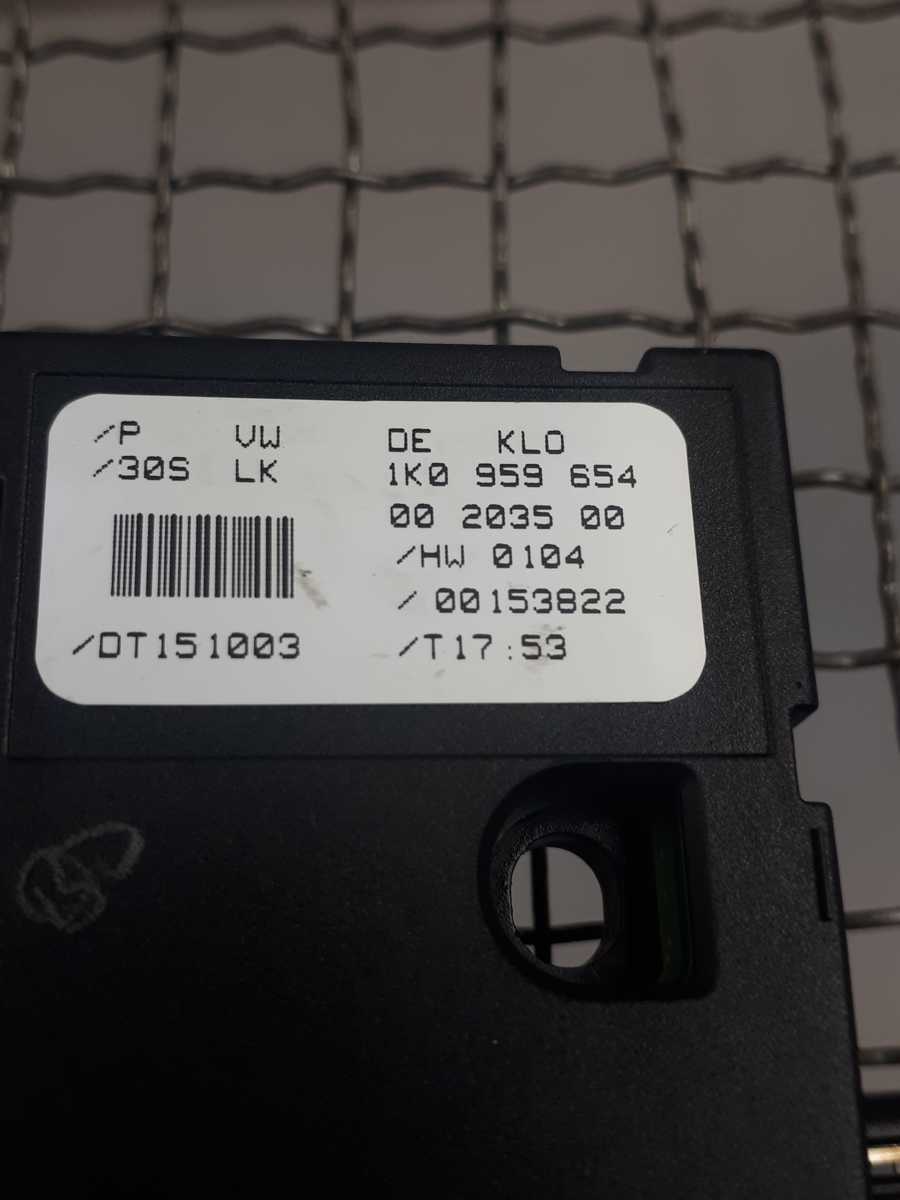 /P VW DE KLO
/30S LK 1K0 959 654
00 2035 00
/HW 0104
/ 00153822
/DT151003 /T17:53